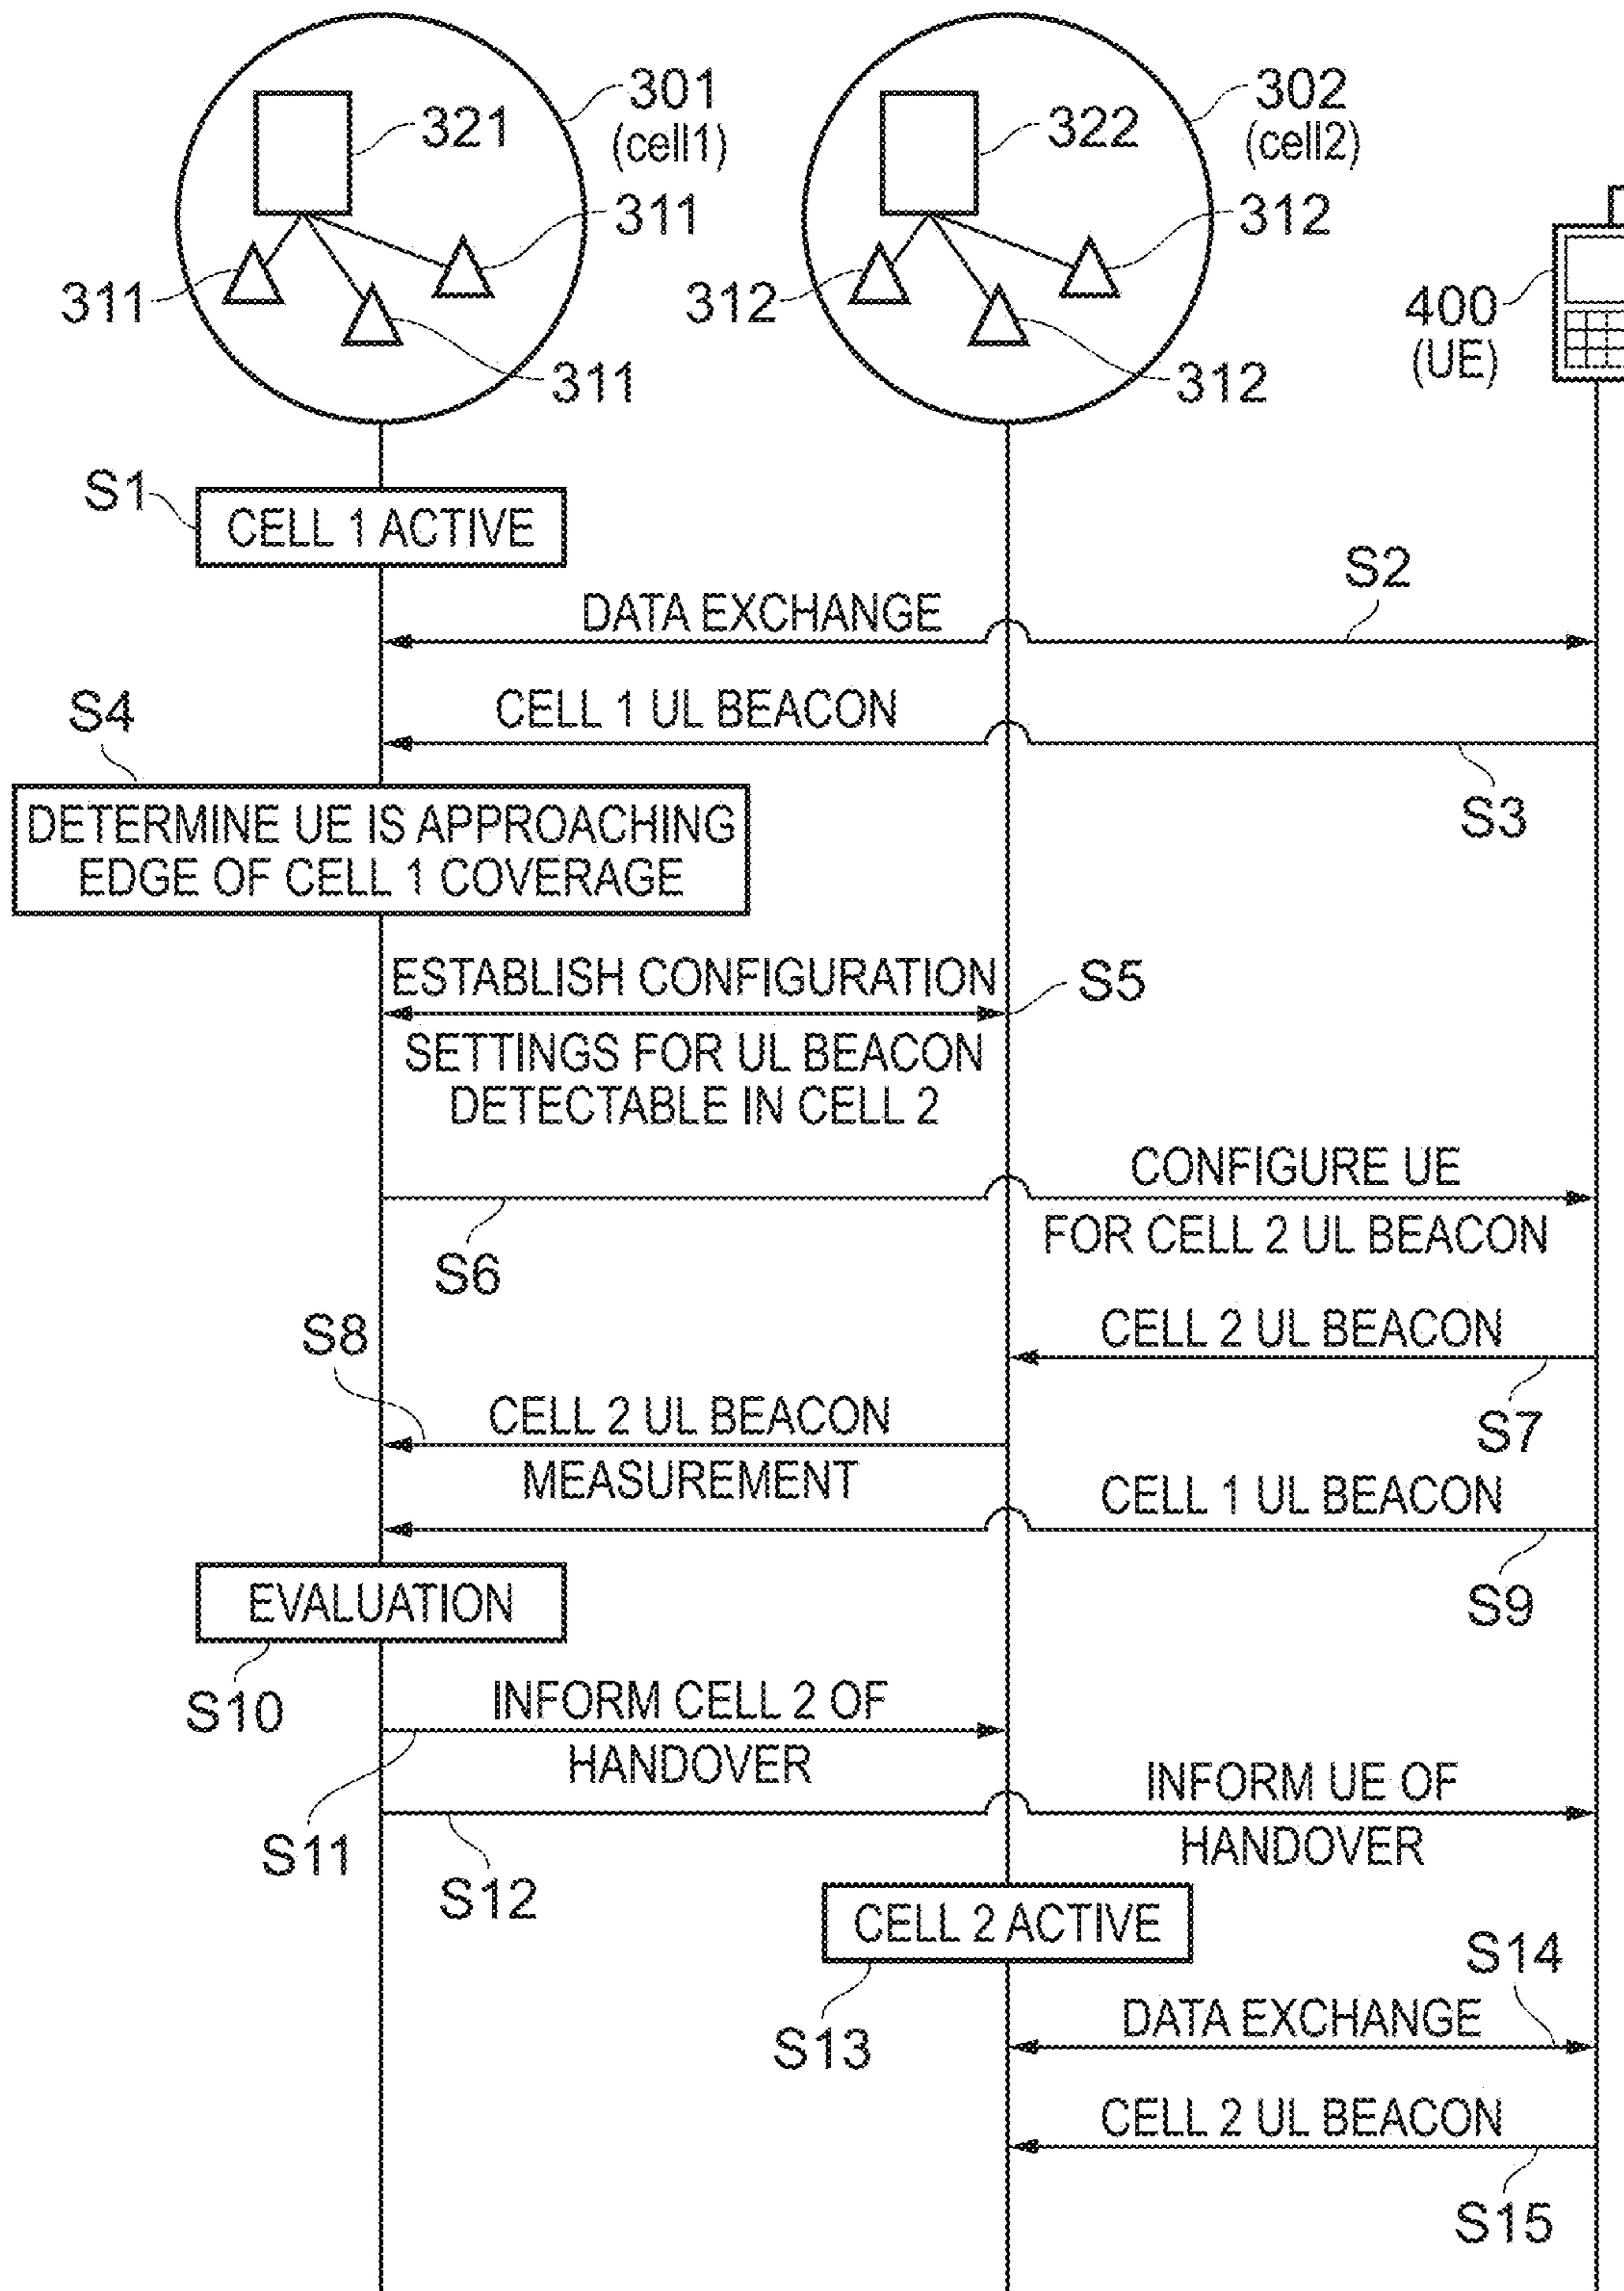 301
(cell1)
321
311
311
311
302
(cell2)
322
312
312
312
400
(UE)
S1
CELL 1 ACTIVE
S2
DATA EXCHANGE
CELL 1 UL BEACON
S3
S4
DETERMINE UE IS APPROACHING
EDGE OF CELL 1 COVERAGE
ESTABLISH CONFIGURATION
S5
SETTINGS FOR UL BEACON
DETECTABLE IN CELL 2
CONFIGURE UE
FOR CELL 2 UL BEACON
S6
CELL 2 UL BEACON
S7
S8
CELL 2 UL BEACON
MEASUREMENT
CELL 1 UL BEACON
S9
EVALUATION
S10
INFORM CELL 2 OF
HANDOVER
S11
INFORM UE OF
HANDOVER
S12
CELL 2 ACTIVE
S13
S14
DATA EXCHANGE
CELL 2 UL BEACON
S15